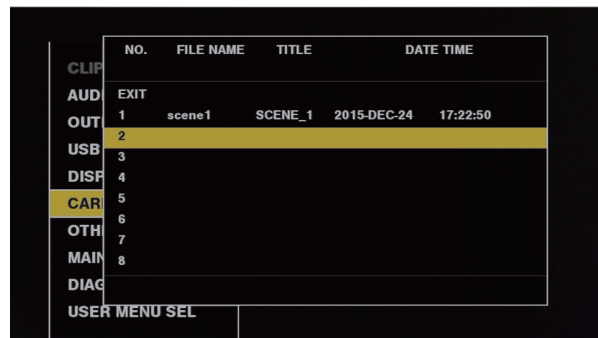 NO. FILE NAME TITLE DATE TIME
EXIT
1 scene1 SCENE_1 2015-DEC-24 17:22:50
2
3
4
5
6
7
8
CLIP
AUDI
OUT
USB
DISP
CAR
OTH
MAIN
DIAG
USER MENU SEL